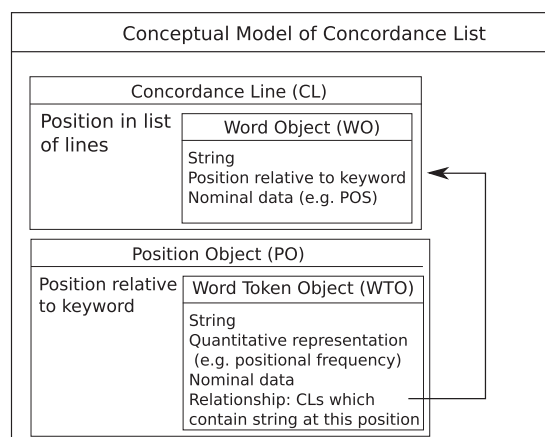 Conceptual Model of Concordance List
Concordance Line (CL)
Position in list
of lines
Word Object (WO)
String
Position relative to keyword
Nominal data (e.g. POS)
Position Object (PO)
Position relative
to keyword
Word Token Object (WTO)
String
Quantitative representation
(e.g. positional frequency)
Nominal data
Relationship: CLs which
contain string at this position